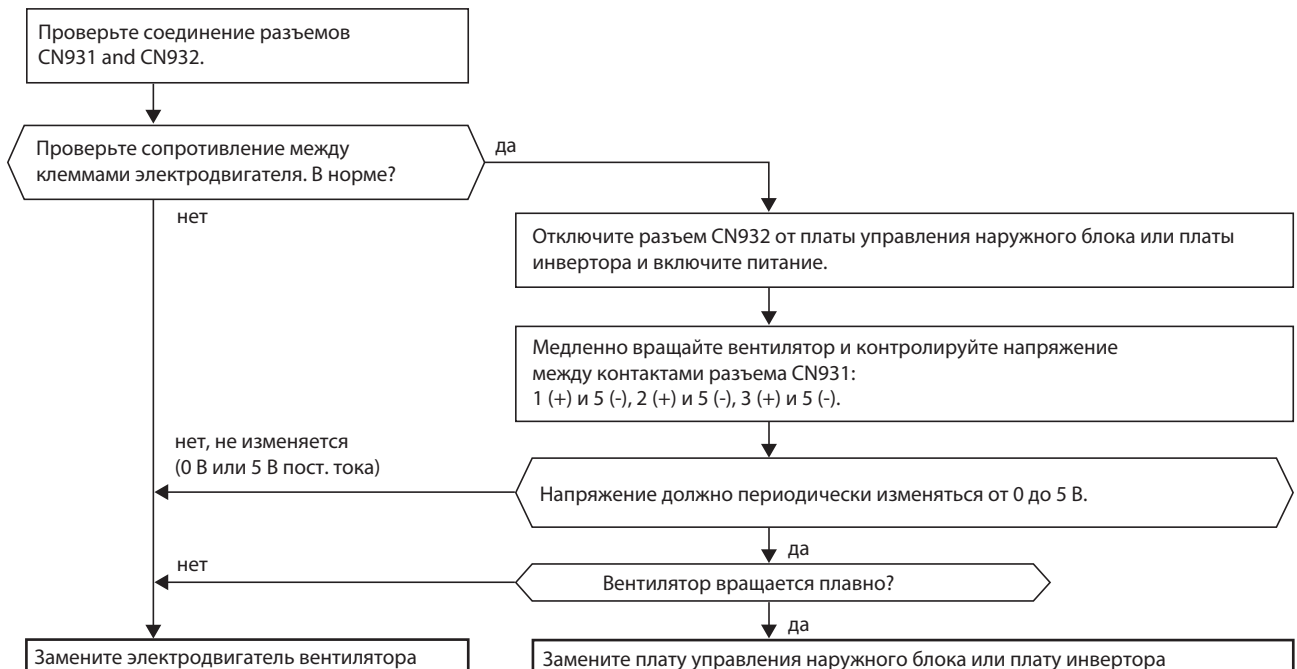 Проверьте соединение разъемов
CN931 and CN932.
Проверьте сопротивление между
клеммами электродвигателя. В норме?
да
нет
Отключите разъем CN932 от платы управления наружного блока или платы
инвертора и включите питание.
Медленно вращайте вентилятор и контролируйте напряжение
между контактами разъема CN931:
1 (+) и 5 (-), 2 (+) и 5 (-), 3 (+) и 5 (-).
нет, не изменяется
(0 В или 5 В пост. тока)
Напряжение должно периодически изменяться от 0 до 5 В.
да
нет
Вентилятор вращается плавно?
да
Замените электродвигатель вентилятора
Замените плату управления наружного блока или плату инвертора